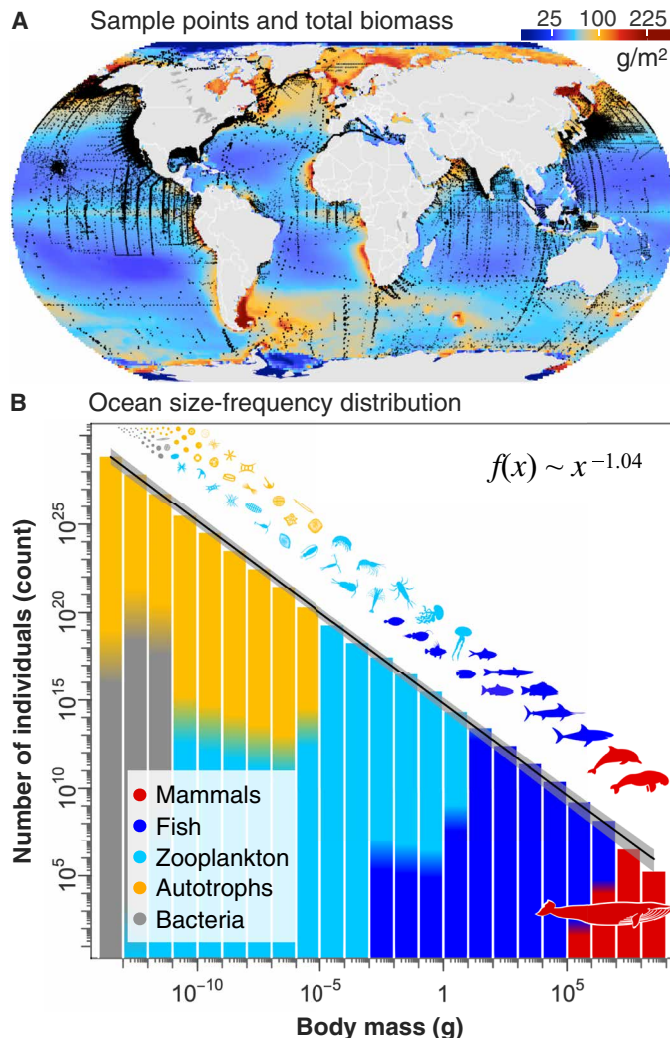 A Sample points and total biomass
25 100 225
g/m²
B Ocean size-frequency distribution
f(x) ~ x^−1.04
Number of individuals (count)
10^25
10^20
10^15
10^10
10^5
Mammals
Fish
Zooplankton
Autotrophs
Bacteria
10^−10 10^−5 1 10^5
Body mass (g)